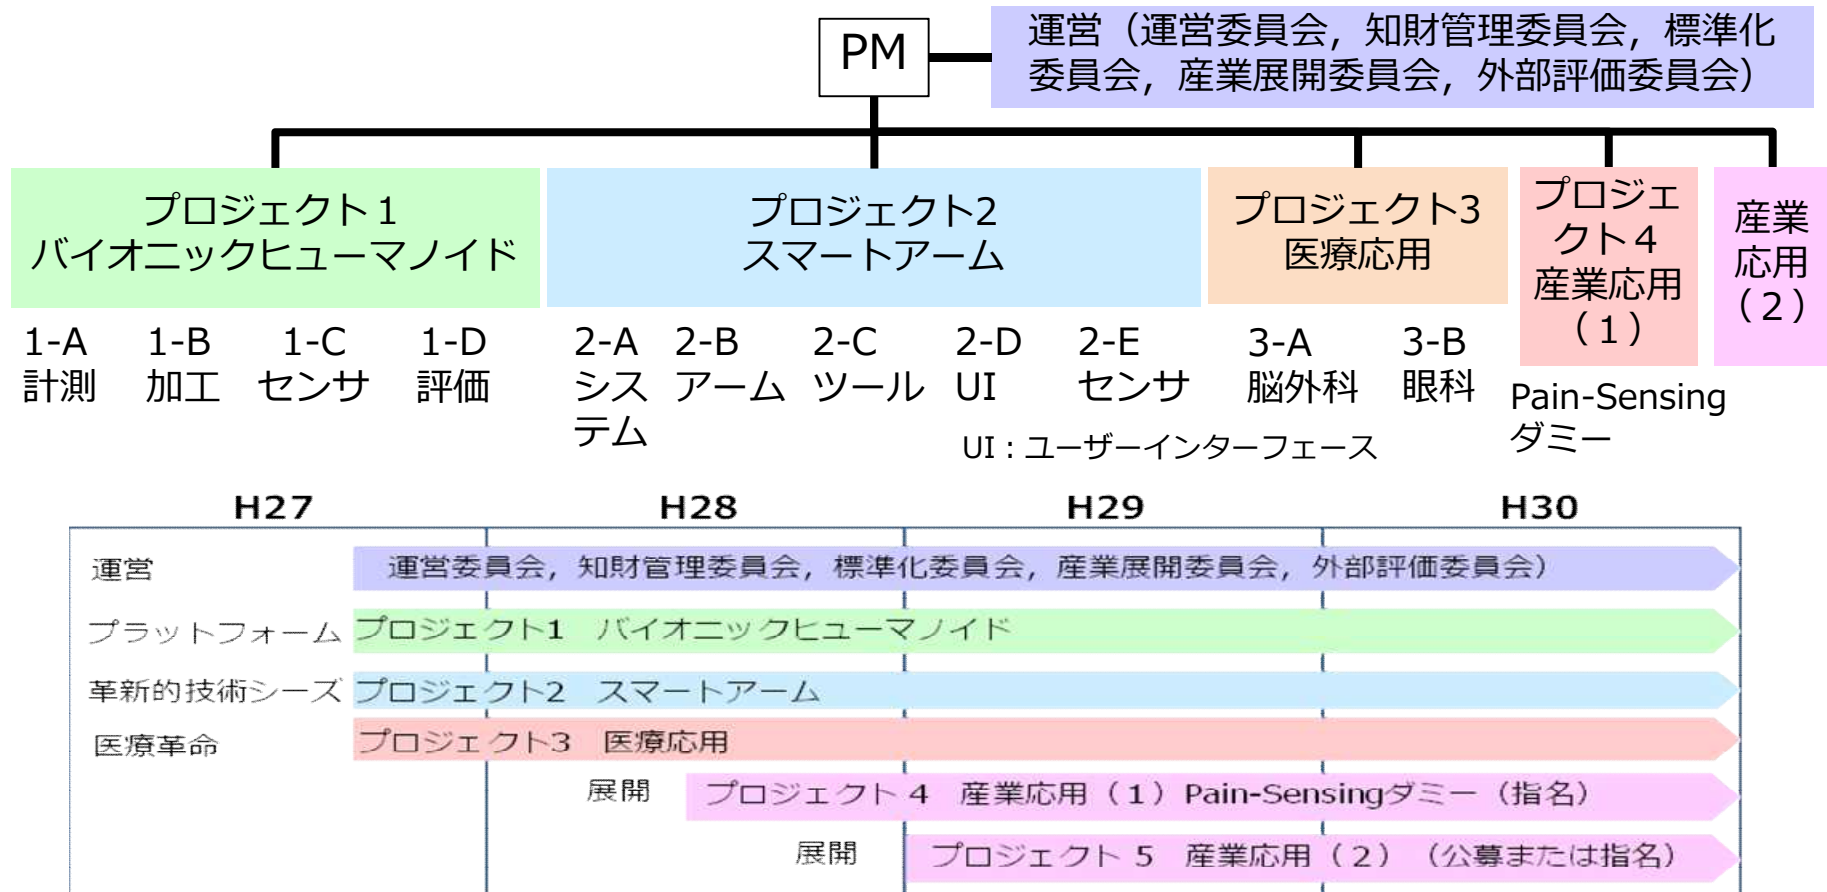 PM
運営（運営委員会，知財管理委員会，標準化
委員会，産業展開委員会，外部評価委員会）
プロジェクト１
バイオニックヒューマノイド
プロジェクト2
スマートアーム
プロジェクト3
医療応用
プロジェ
クト４
産業応用
（１）
産業
応用
（２）
1-A
計測
1-B
加工
1-C
センサ
1-D
評価
2-A
シス
テム
2-B
アーム
2-C
ツール
2-D
UI
2-E
センサ
3-A
脳外科
3-B
眼科
Pain-Sensing
ダミー
UI：ユーザーインターフェース
H27 H28 H29 H30
運営 運営委員会，知財管理委員会，標準化委員会，産業展開委員会，外部評価委員会）
プラットフォーム プロジェクト1 バイオニックヒューマノイド
革新的技術シーズ プロジェクト2 スマートアーム
医療革命 プロジェクト3 医療応用
展開 プロジェクト 4 産業応用（１）Pain-Sensingダミー（指名）
展開 プロジェクト 5 産業応用（２）（公募または指名）